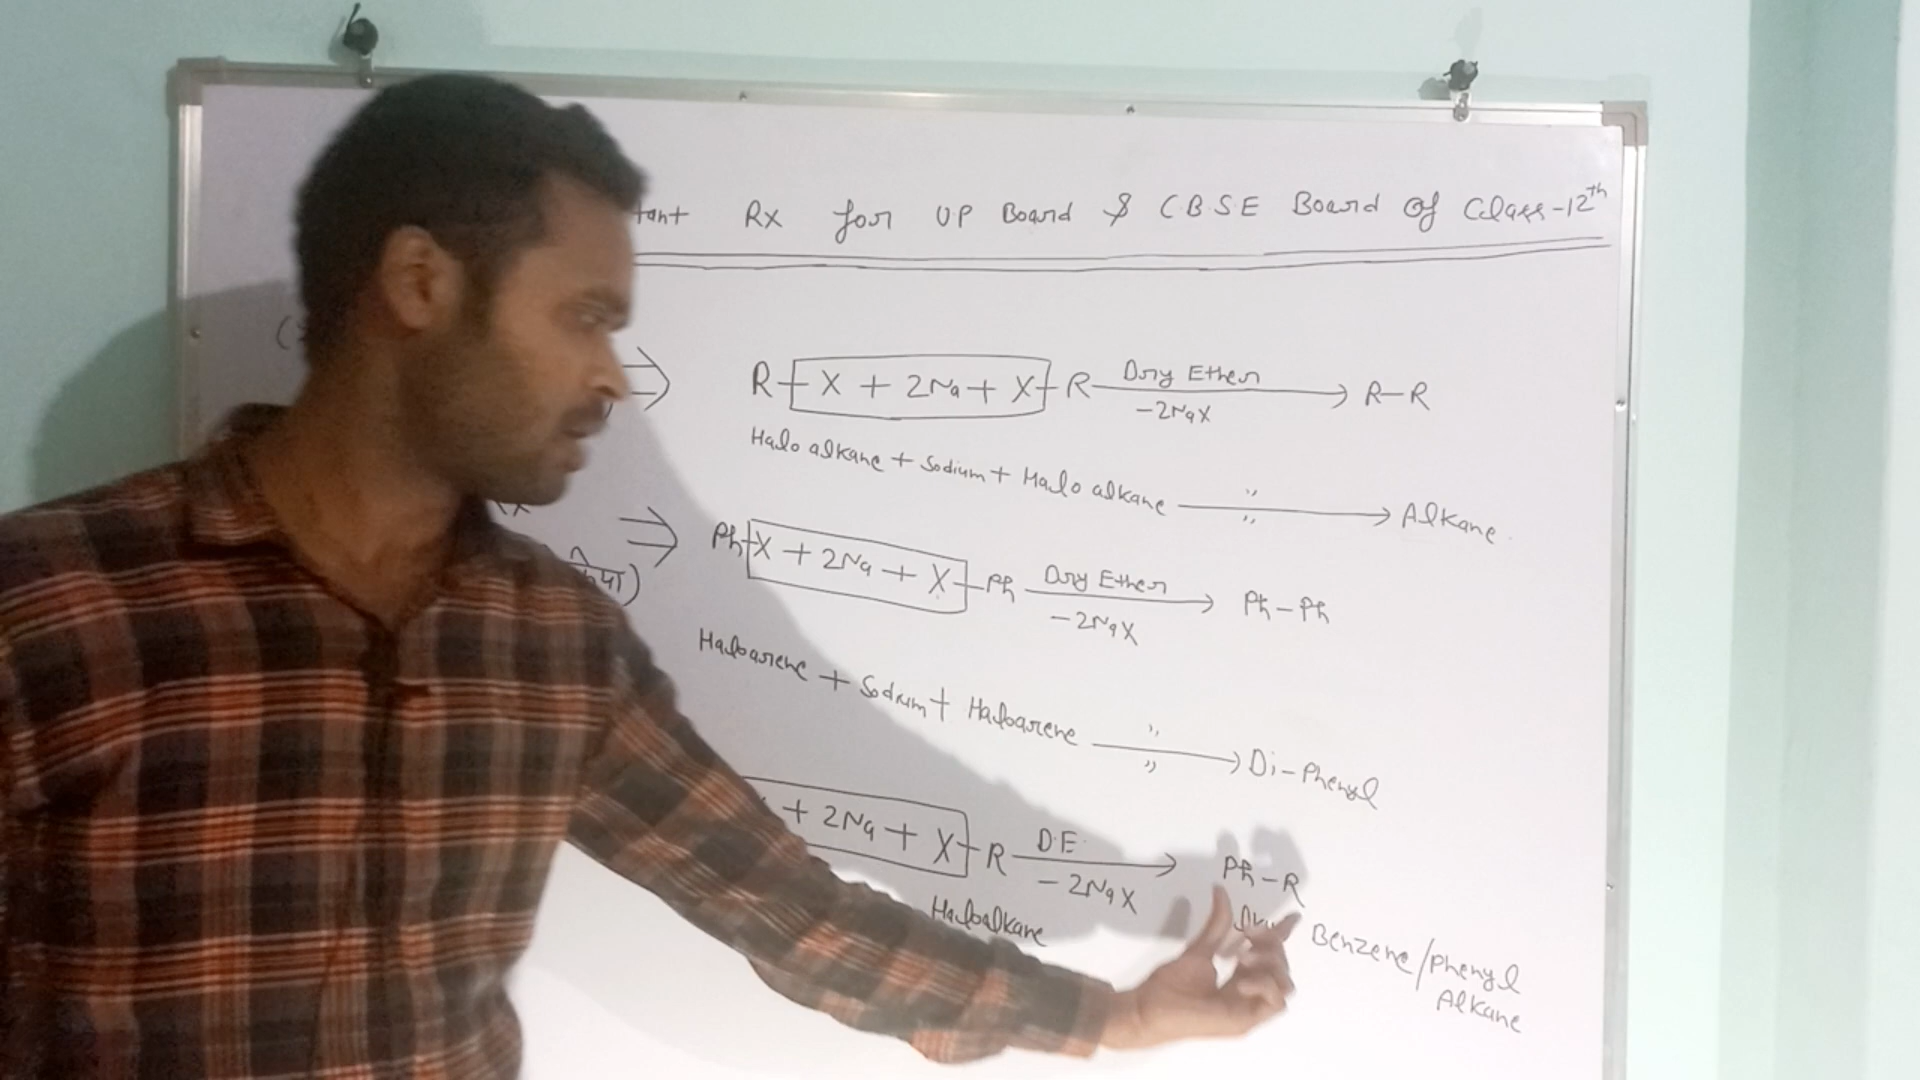 tant Rx for UP Board & CBSE Board of Class-12th
⇒ R-X + 2Na + X-R Dry Ether → R-R
-2NaX
Halo alkane + Sodium + Halo alkane " → Alkane
"
⇒ Ph-X + 2Na + X-Ph Dry Ether → Ph-Ph
-2NaX
Haloarene + Sodium + Haloarene " → Di-Phenyl
"
+ 2Na + X-R D.E. → Ph-R
-2NaX
Haloalkane
Benzene/Phenyl
Alkane